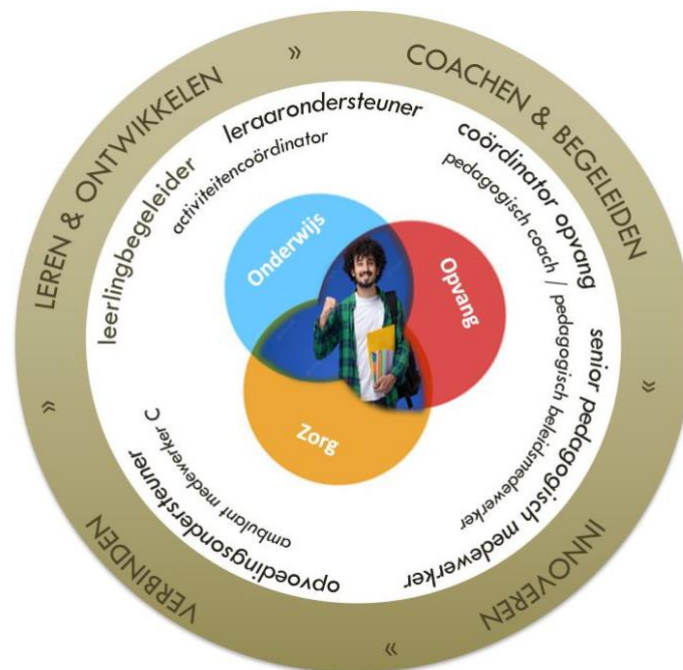 LEREN & ONTWIKKELEN
»
COACHEN & BEGELEIDEN
»
INNOVEREN
»
VERBINDEN
»
leerlingbegeleider
leraarondersteuner
activiteitencoördinator
coördinator opvang
pedagogisch coach / pedagogisch beleidsmedewerker
senior pedagogisch medewerker
opvoedingsondersteuner
ambulant medewerker C
Onderwijs
Opvang
Zorg